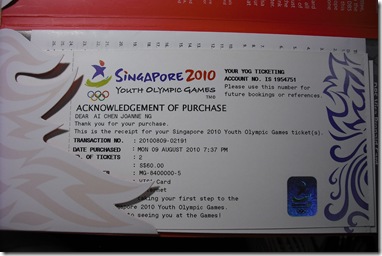 SINGAPORE 2010
YOUTH OLYMPIC GAMES
YOUR YOG TICKETING
ACCOUNT NO. IS 1954751
Please use this number for
future bookings or references.
ACKNOWLEDGEMENT OF PURCHASE
DEAR AI CHEN JOANNE NG
Thank you for your purchase.
This is the receipt for your Singapore 2010 Youth Olympic Games ticket(s).
TRANSACTION NO. : 20100809-02191
DATE PURCHASED : MON 09 AUGUST 2010 7:37 PM
NO. OF TICKETS : 2
: S$60.00
: MG-8400000-5
Card
taking your first step to the
Singapore 2010 Youth Olympic Games.
to seeing you at the Games!